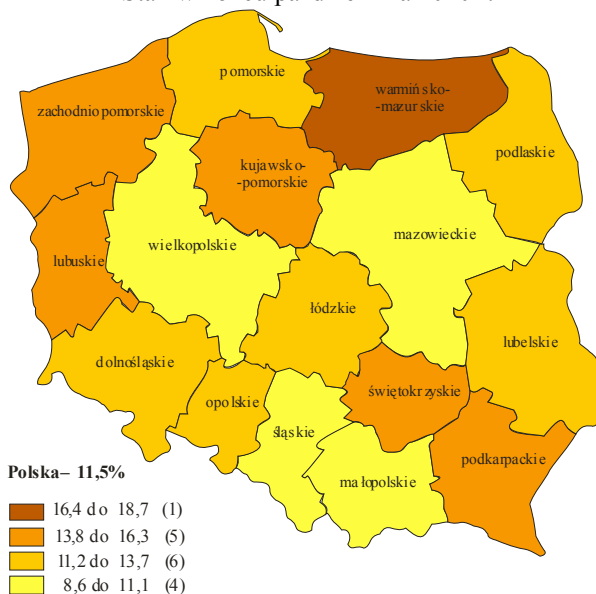 pomorskie
warmińsko-
-mazurskie
zachodniopomorskie
podlaskie
kujawsko-
-pomorskie
mazowieckie
wielkopolskie
lubuskie
łódzkie
lubelskie
dolnośląskie
świętokrzyskie
opolskie
śląskie
podkarpackie
małopolskie
Polska– 11,5%
16,4 do 18,7 (1)
13,8 do 16,3 (5)
11,2 do 13,7 (6)
8,6 do 11,1 (4)